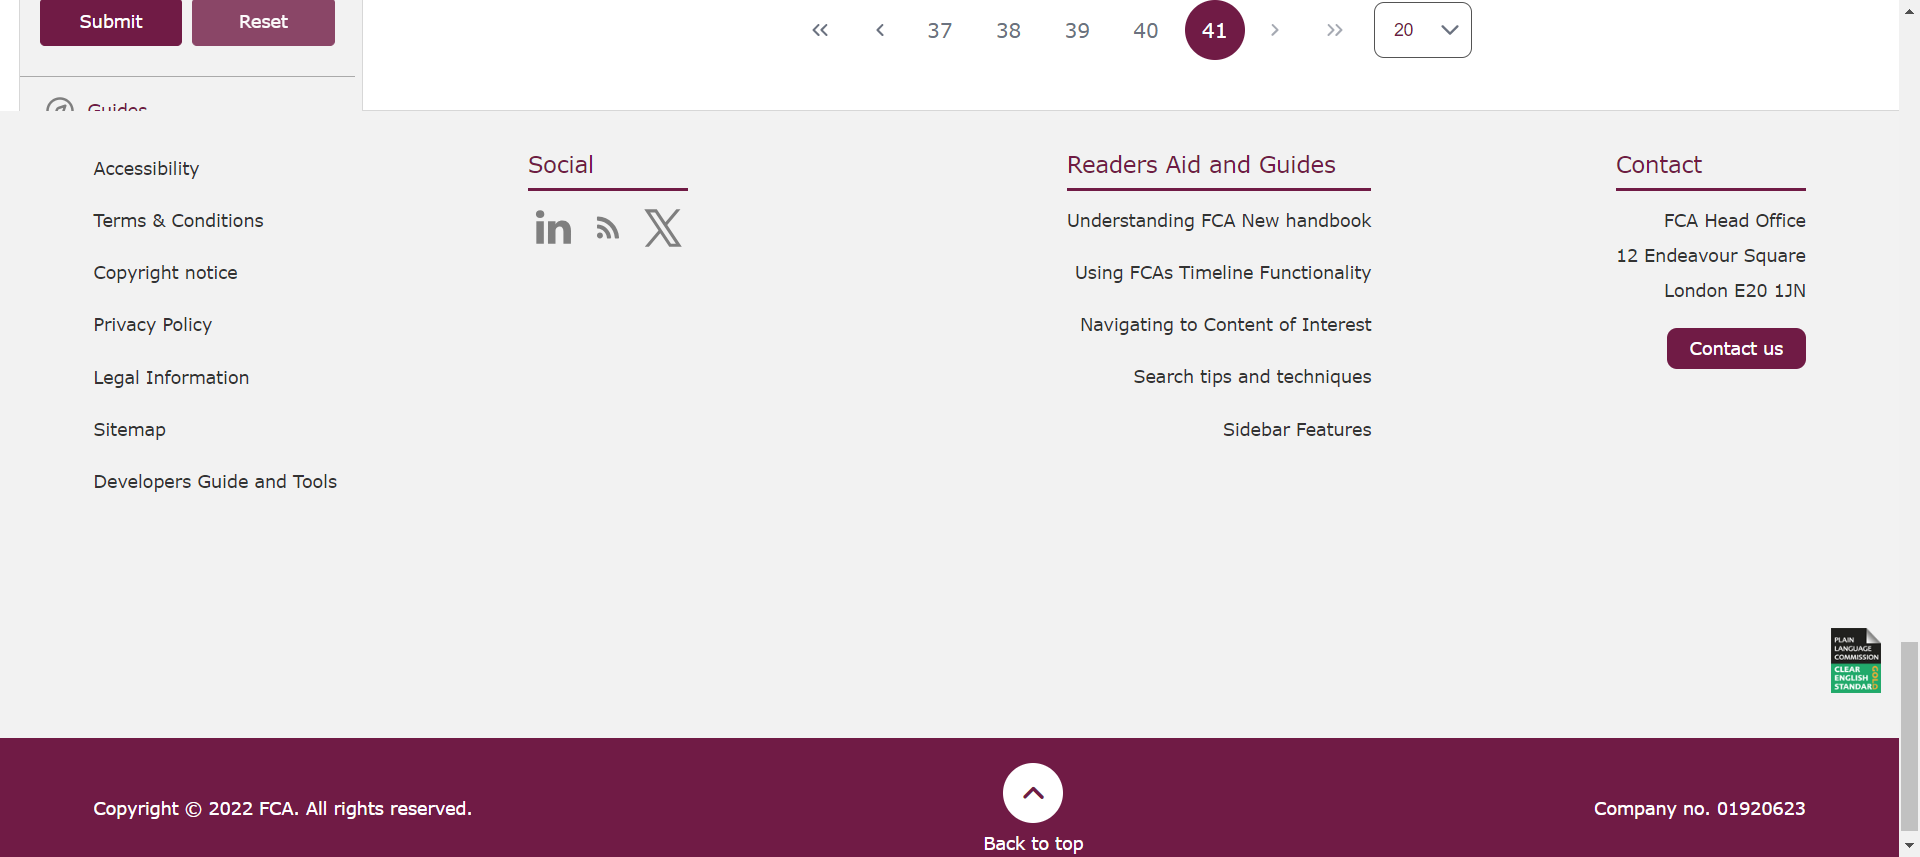 Submit Reset
37 38 39 40 41 20
Guides
Accessibility
Terms & Conditions
Copyright notice
Privacy Policy
Legal Information
Sitemap
Developers Guide and Tools
Social
Readers Aid and Guides
Understanding FCA New handbook
Using FCAs Timeline Functionality
Navigating to Content of Interest
Search tips and techniques
Sidebar Features
Contact
FCA Head Office
12 Endeavour Square
London E20 1JN
Contact us
PLAIN
LANGUAGE
COMMISSION
CLEAR
ENGLISH
STANDARD
GOLD
Copyright © 2022 FCA. All rights reserved.
Back to top
Company no. 01920623